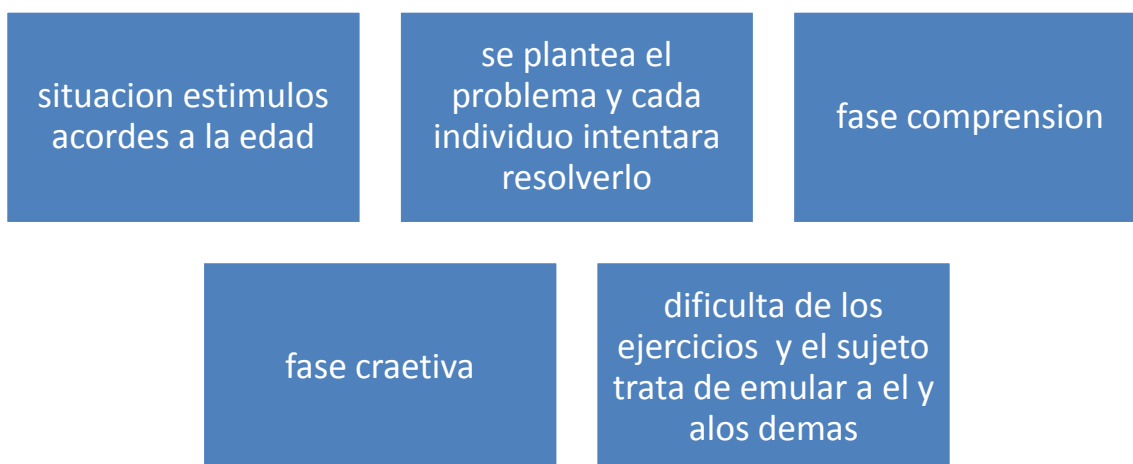 situacion estimulos
acordes a la edad
se plantea el
problema y cada
individuo intentara
resolverlo
fase comprension
fase craetiva
dificulta de los
ejercicios y el sujeto
trata de emular a el y
alos demas